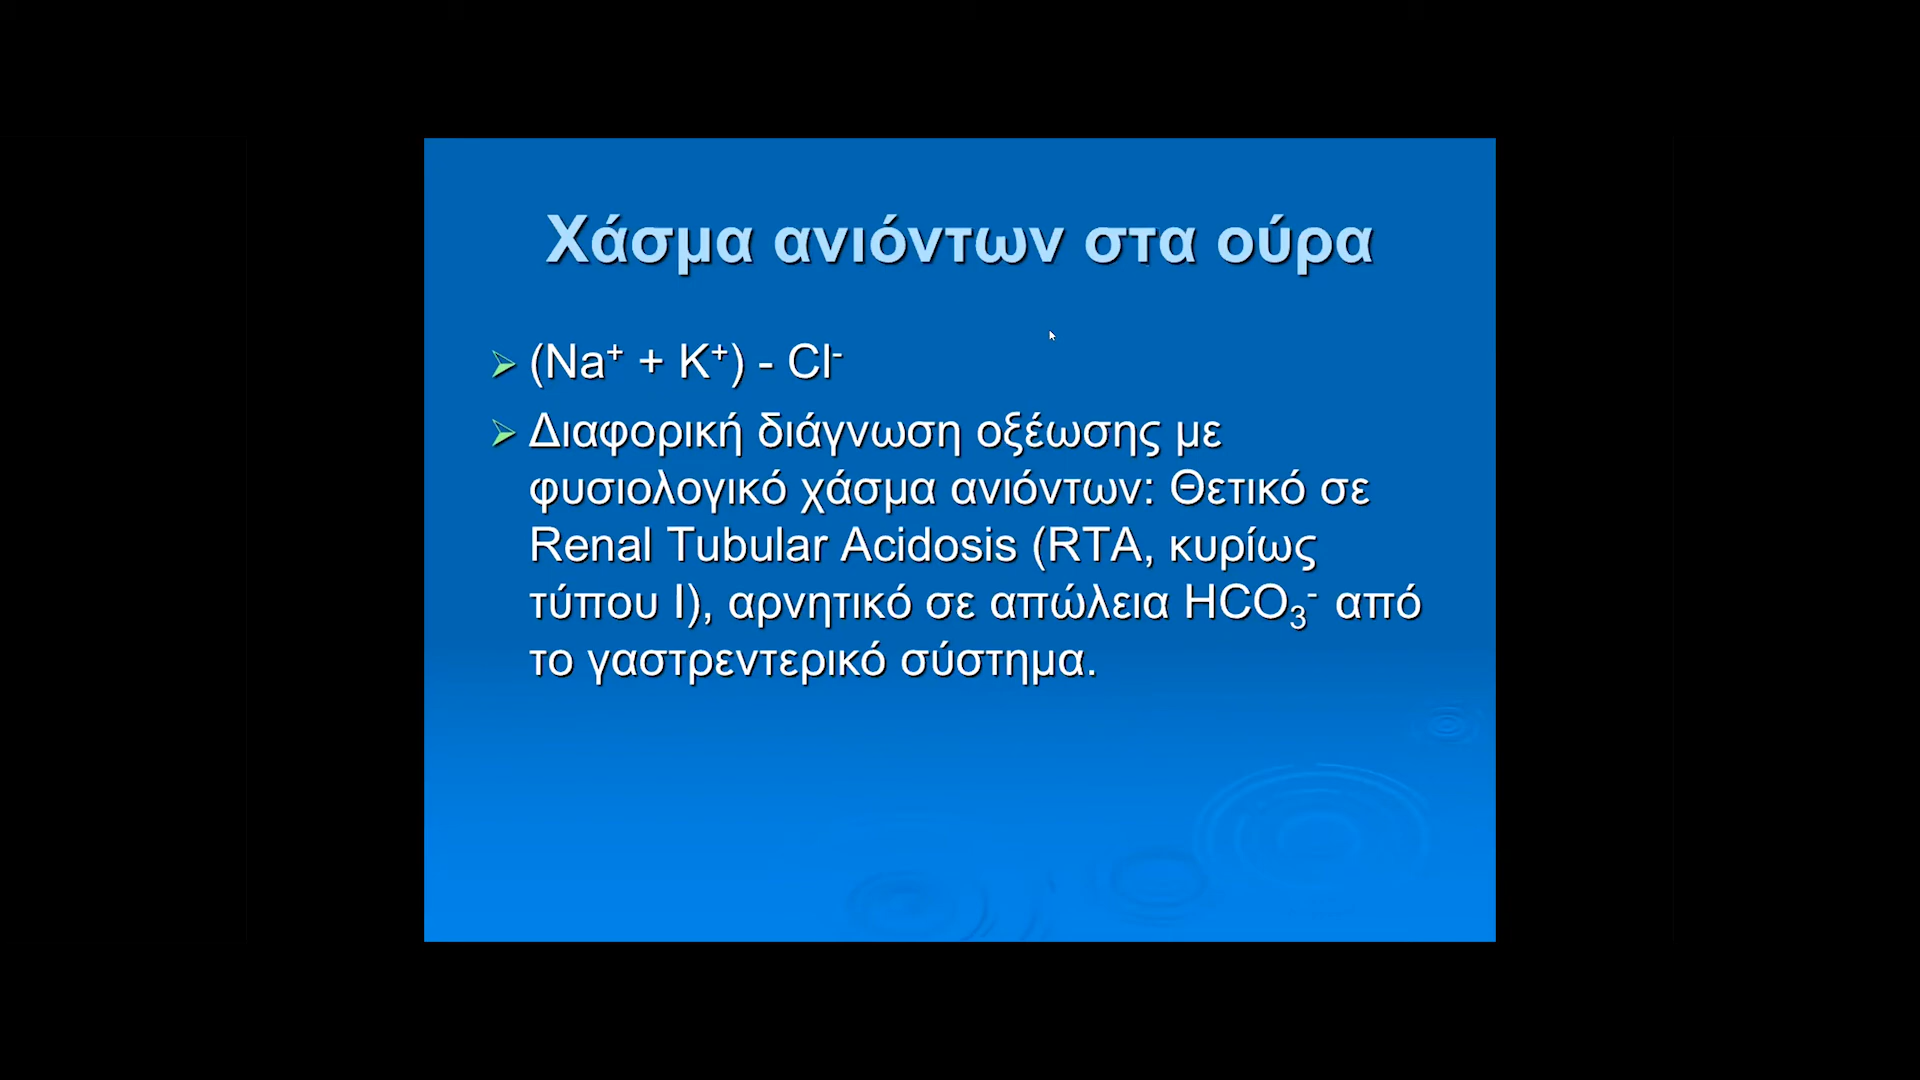 Χάσμα ανιόντων στα ούρα
(Na⁺ + K⁺) - Cl⁻
Διαφορική διάγνωση οξέωσης με
φυσιολογικό χάσμα ανιόντων: Θετικό σε
Renal Tubular Acidosis (RTA, κυρίως
τύπου Ι), αρνητικό σε απώλεια HCO₃⁻ από
το γαστρεντερικό σύστημα.